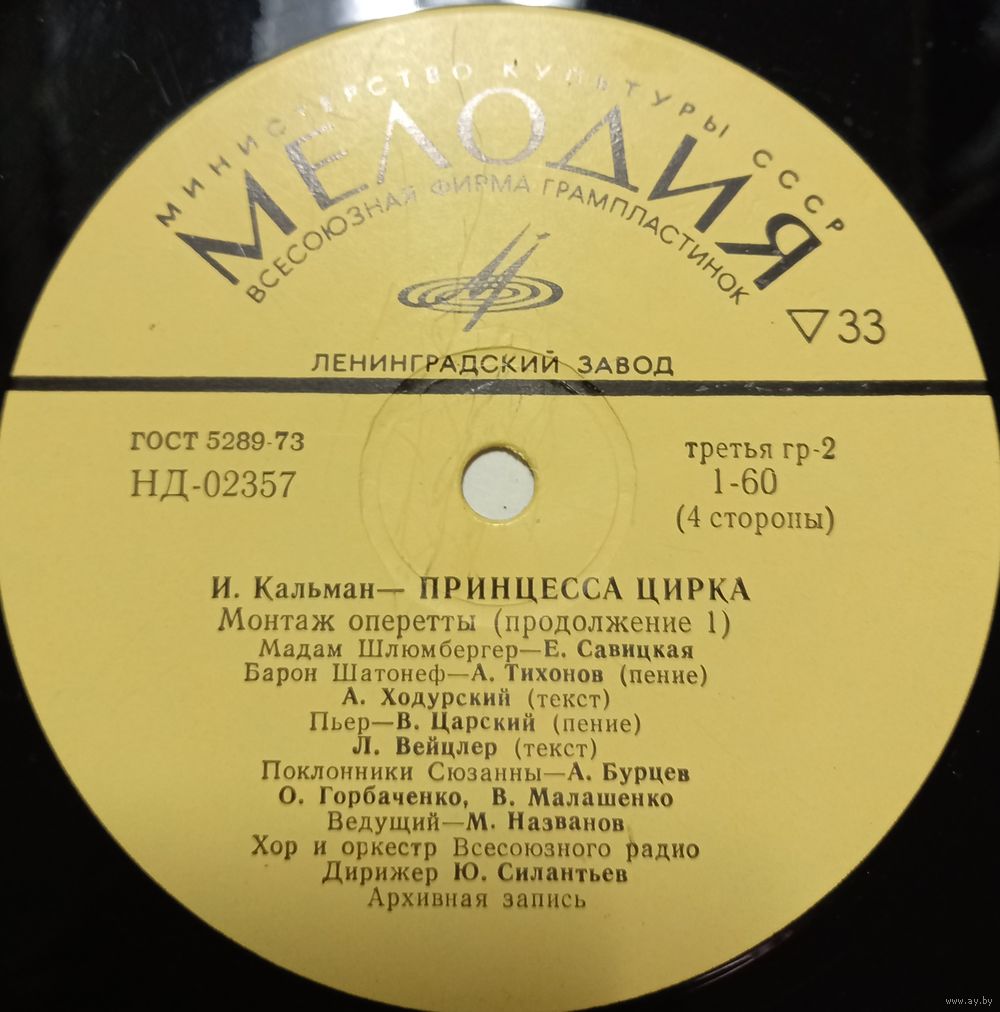 МИНИСТЕРСТВО КУЛЬТУРЫ СССР
МЕЛОДИЯ
ВСЕСОЮЗНАЯ ФИРМА ГРАМПЛАСТИНОК
▽33
ЛЕНИНГРАДСКИЙ ЗАВОД
ГОСТ 5289-73
НД-02357
третья гр-2
1-60
(4 стороны)
И. Кальман— ПРИНЦЕССА ЦИРКА
Монтаж оперетты (продолжение 1)
Мадам Шлюмбергер—Е. Савицкая
Барон Шатонеф—А. Тихонов (пение)
А. Ходурский (текст)
Пьер—В. Царский (пение)
Л. Вейцлер (текст)
Поклонники Сюзанны—А. Бурцев
О. Горбаченко, В. Малашенко
Ведущий—М. Названов
Хор и оркестр Всесоюзного радио
Дирижер Ю. Силантьев
Архивная запись
www.ay.by